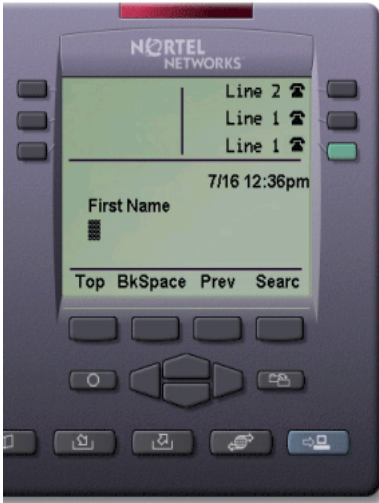 NORTEL
NETWORKS
Line 2
Line 1
Line 1
7/16 12:36pm
First Name
Top BkSpace Prev Searc